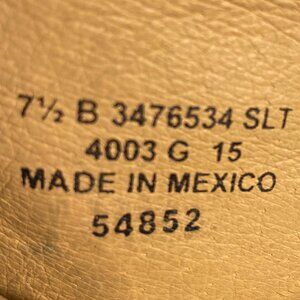 7½ B 3476534 SLT
4003 G 15
MADE IN MEXICO
54852